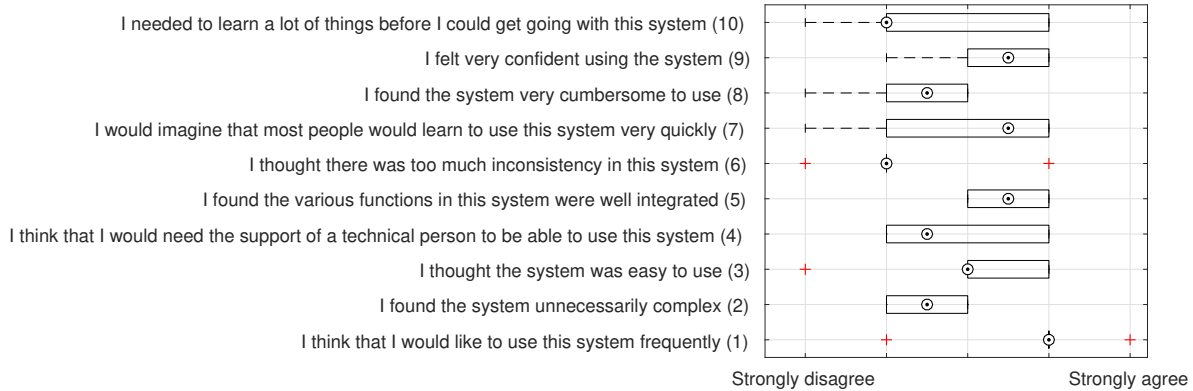 I needed to learn a lot of things before I could get going with this system (10)
I felt very confident using the system (9)
I found the system very cumbersome to use (8)
I would imagine that most people would learn to use this system very quickly (7)
I thought there was too much inconsistency in this system (6)
I found the various functions in this system were well integrated (5)
I think that I would need the support of a technical person to be able to use this system (4)
I thought the system was easy to use (3)
I found the system unnecessarily complex (2)
I think that I would like to use this system frequently (1)
Strongly disagree Strongly agree